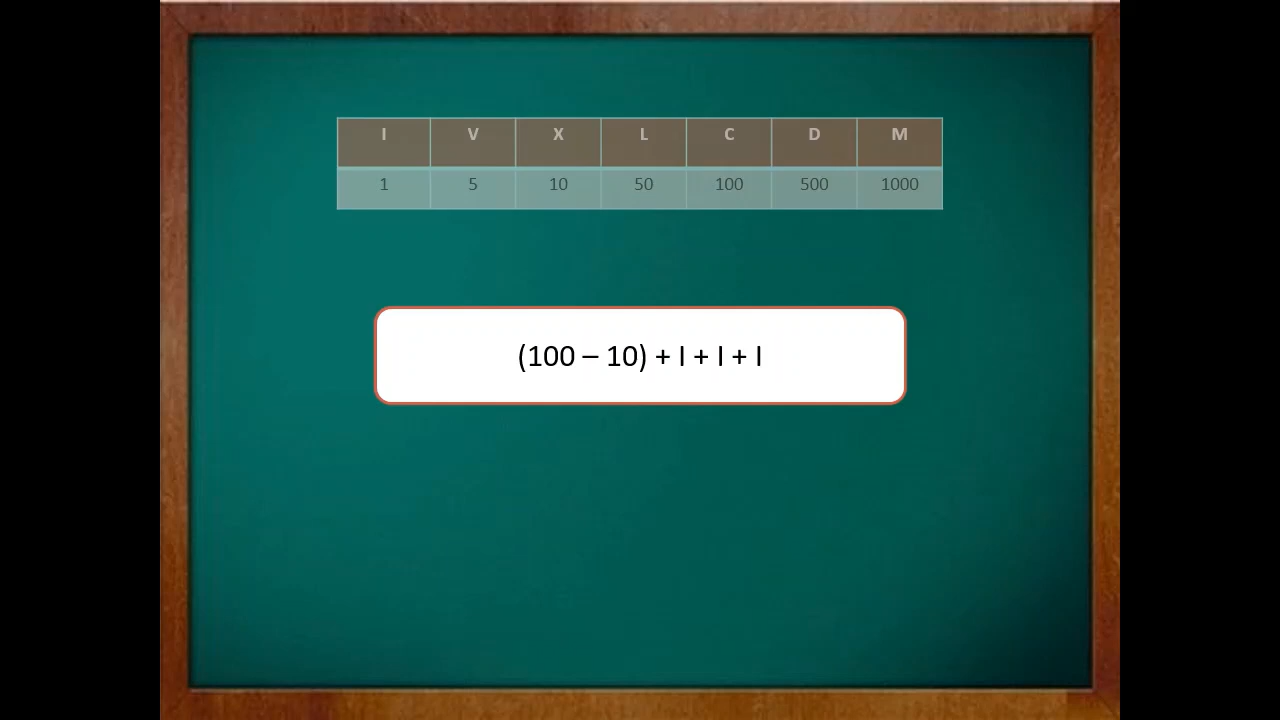 I V X L C D M
1 5 10 50 100 500 1000
(100 – 10) + I + I + I